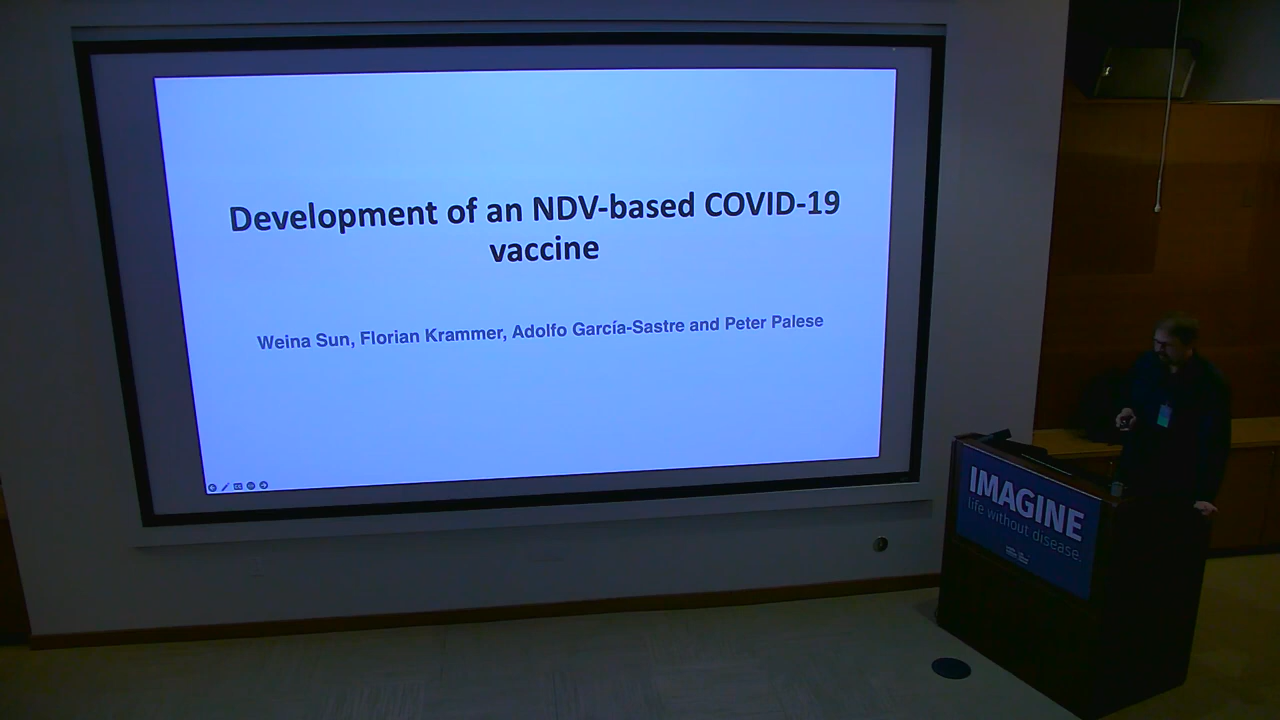 Development of an NDV-based COVID-19
vaccine
Weina Sun, Florian Krammer, Adolfo García-Sastre and Peter Palese
IMAGINE
life without disease.